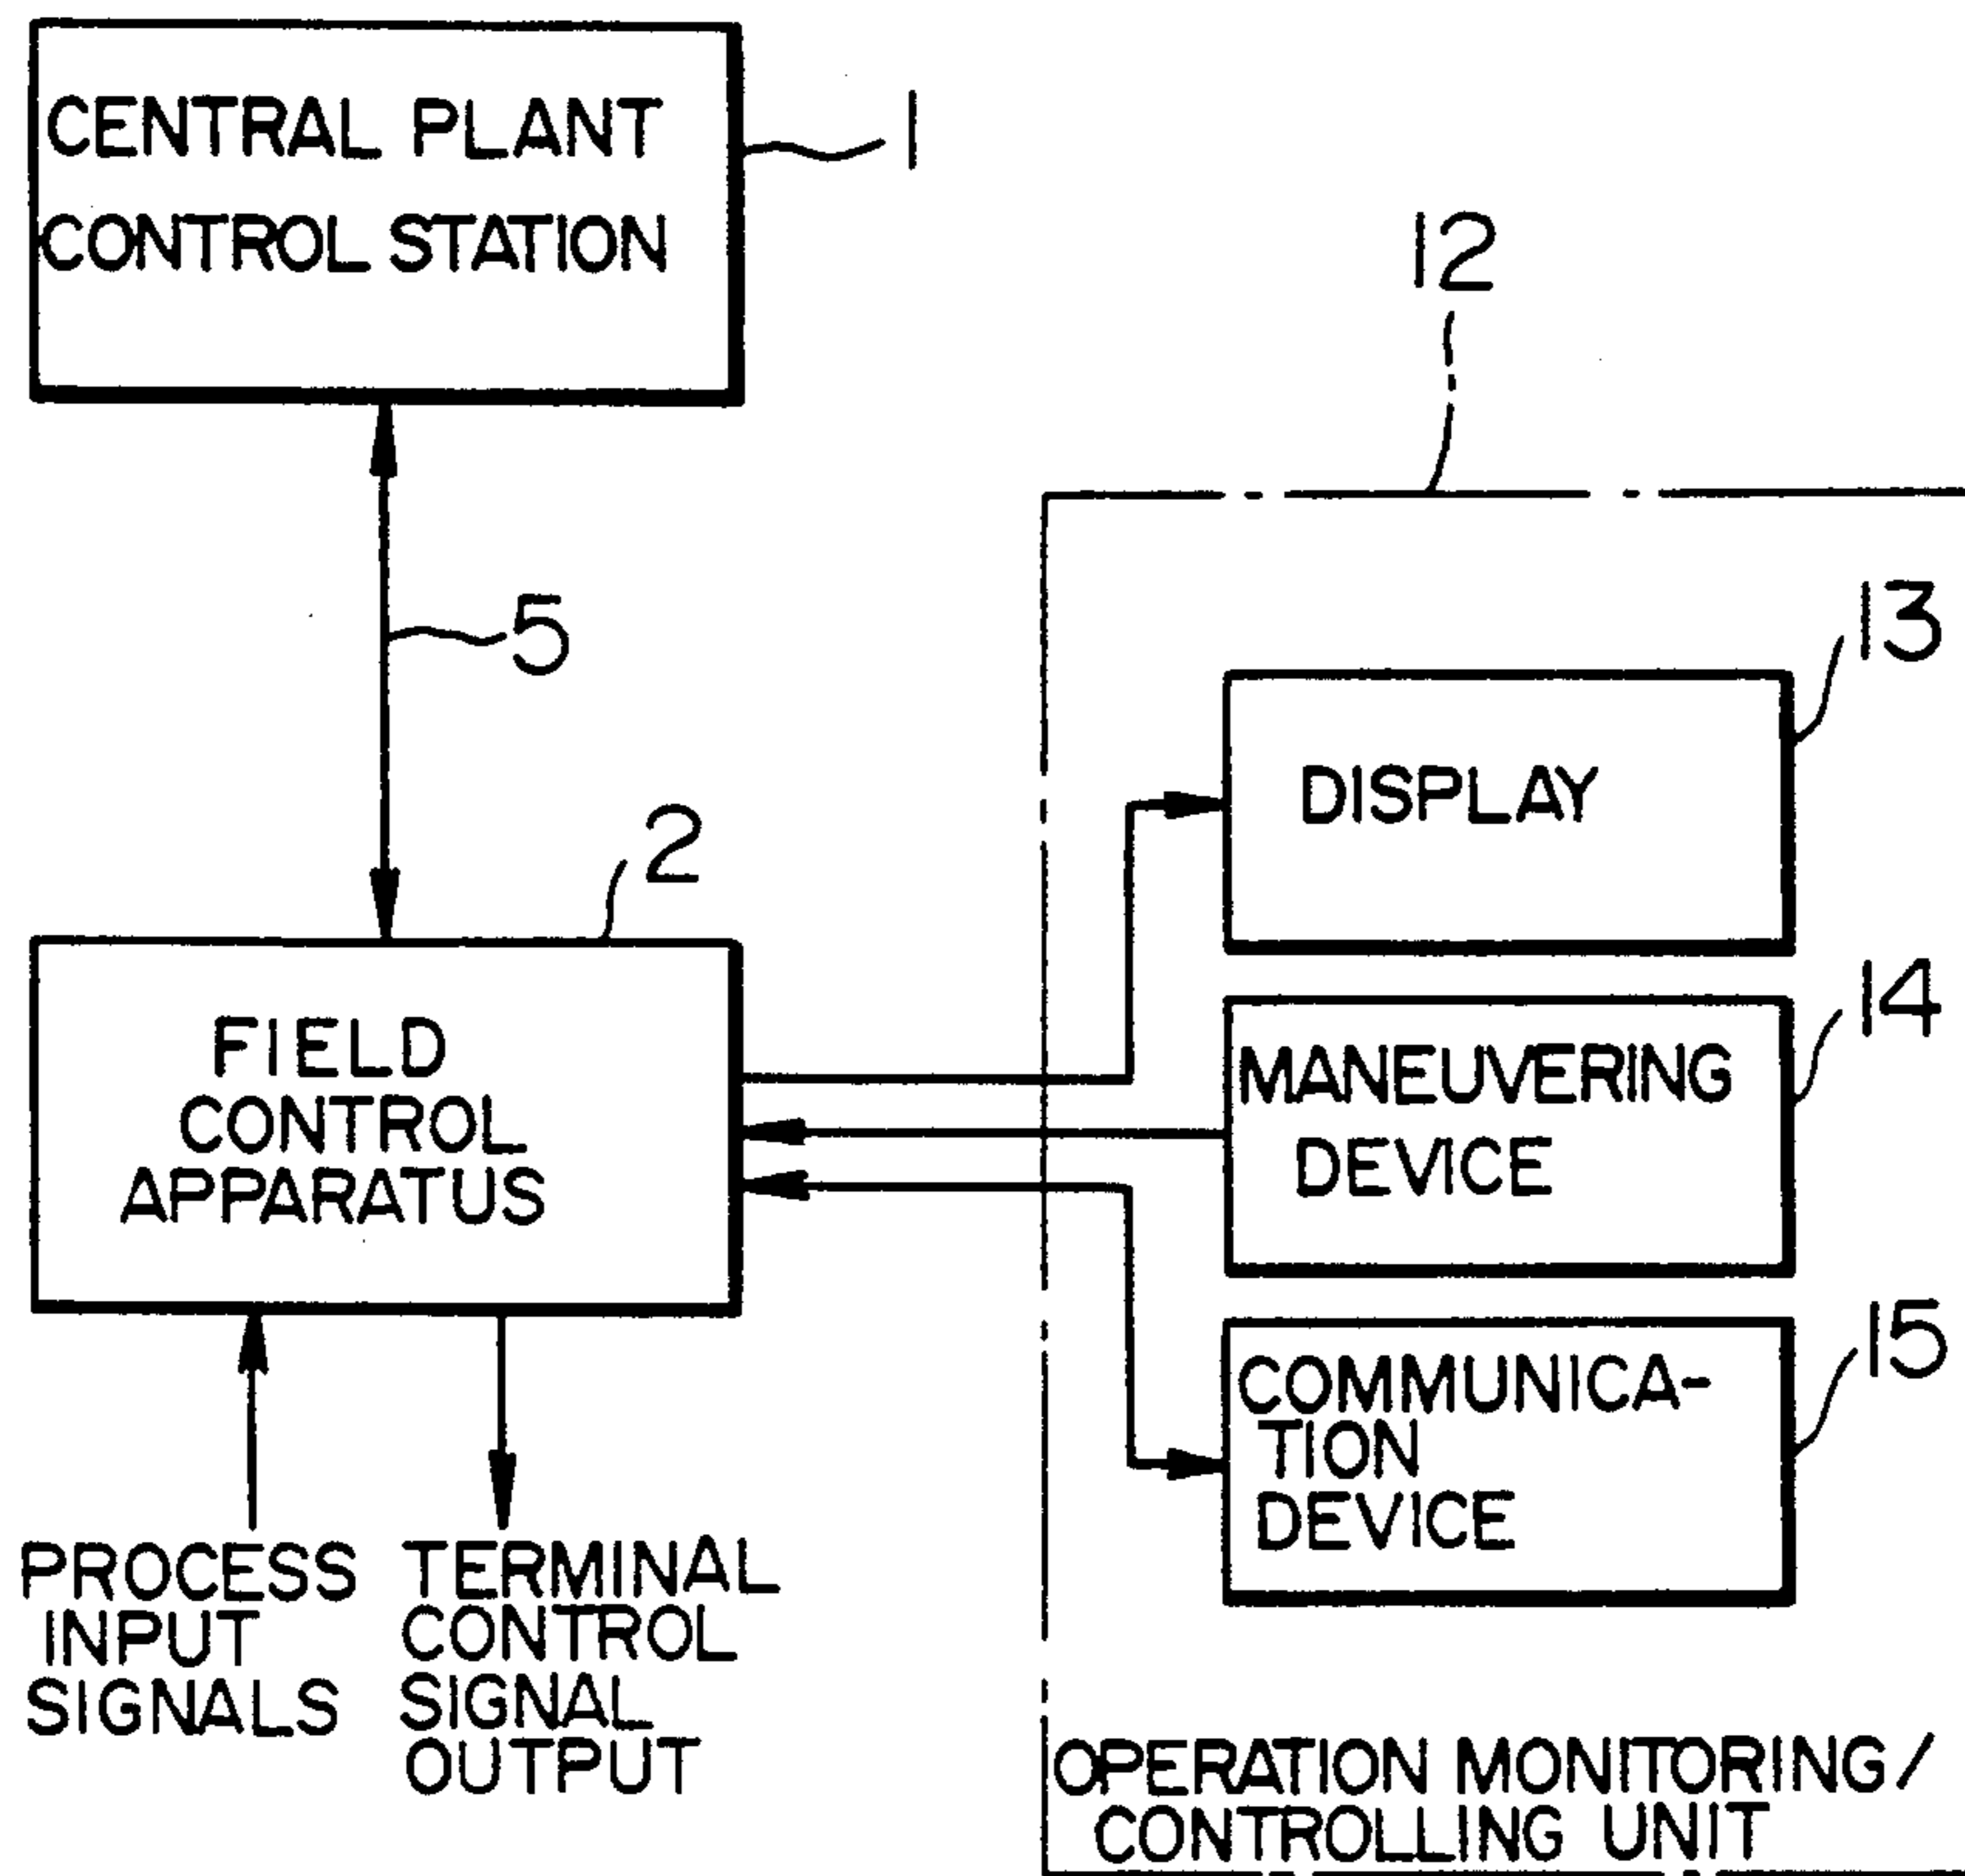 CENTRAL PLANT
CONTROL STATION
1
12
5
13
DISPLAY
2
14
FIELD
CONTROL
APPARATUS
MANEUVERING
DEVICE
15
COMMUNICA-
TION
DEVICE
PROCESS
INPUT
SIGNALS
TERMINAL
CONTROL
SIGNAL
OUTPUT
OPERATION MONITORING/
CONTROLLING UNIT